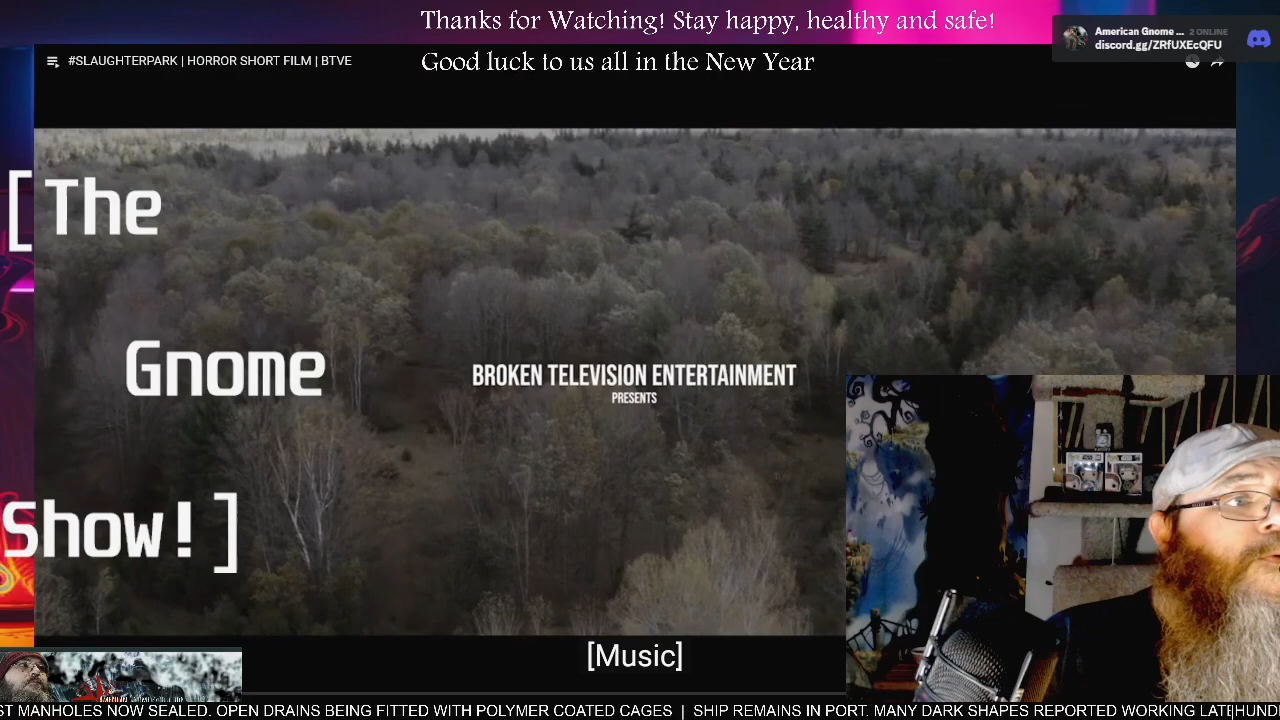 Thanks for Watching! Stay happy, healthy and safe!
American Gnome ... 2 ONLINE
discord.gg/ZRfUXEcQFU
#SLAUGHTERPARK | HORROR SHORT FILM | BTVE
Good luck to us all in the New Year
[The
Gnome
Show!]
BROKEN TELEVISION ENTERTAINMENT
PRESENTS
[Music]
ST MANHOLES NOW SEALED. OPEN DRAINS BEING FITTED WITH POLYMER COATED CAGES | SHIP REMAINS IN PORT. MANY DARK SHAPES REPORTED WORKING LATE|HUND